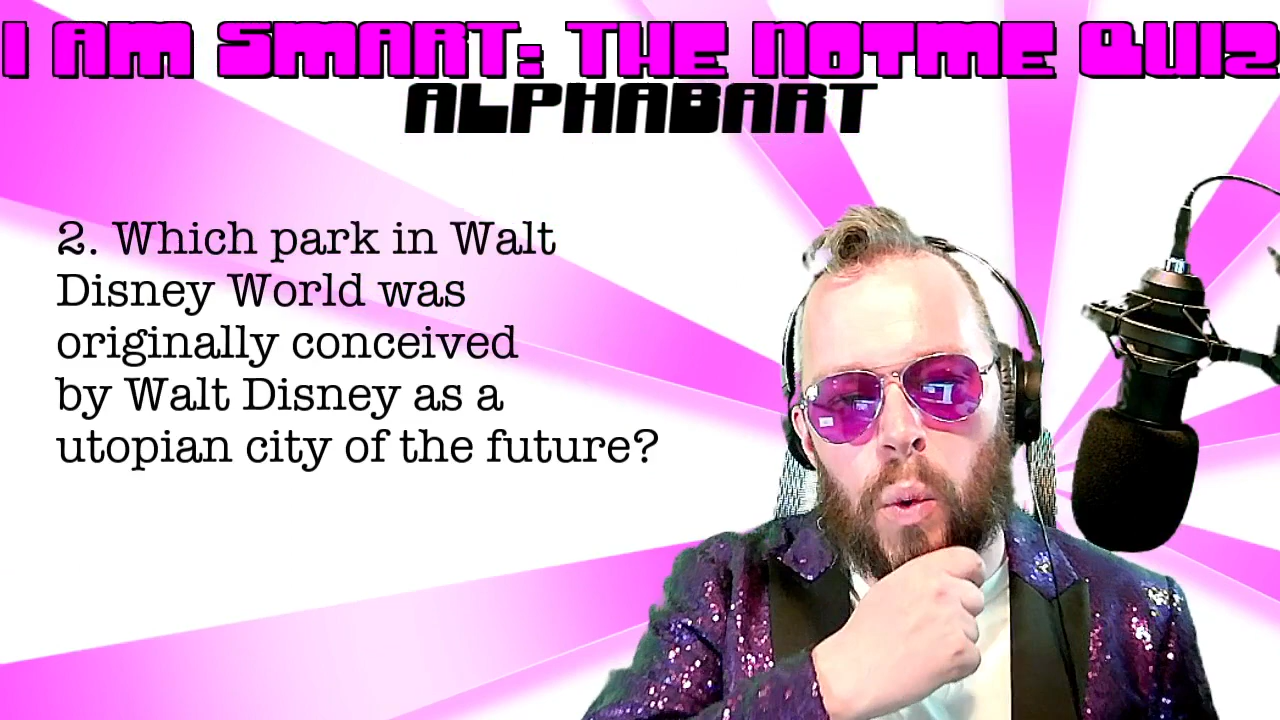 I AM SMART: THE NOTME QUIZ
ALPHABART
2. Which park in Walt
Disney World was
originally conceived
by Walt Disney as a
utopian city of the future?